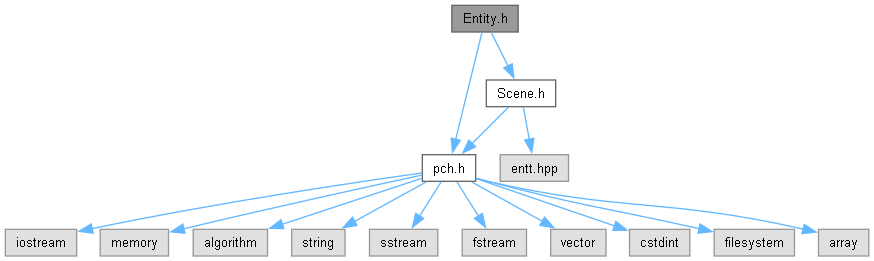 Entity.h
Scene.h
pch.h
entt.hpp
iostream
memory
algorithm
string
sstream
fstream
vector
cstdint
filesystem
array